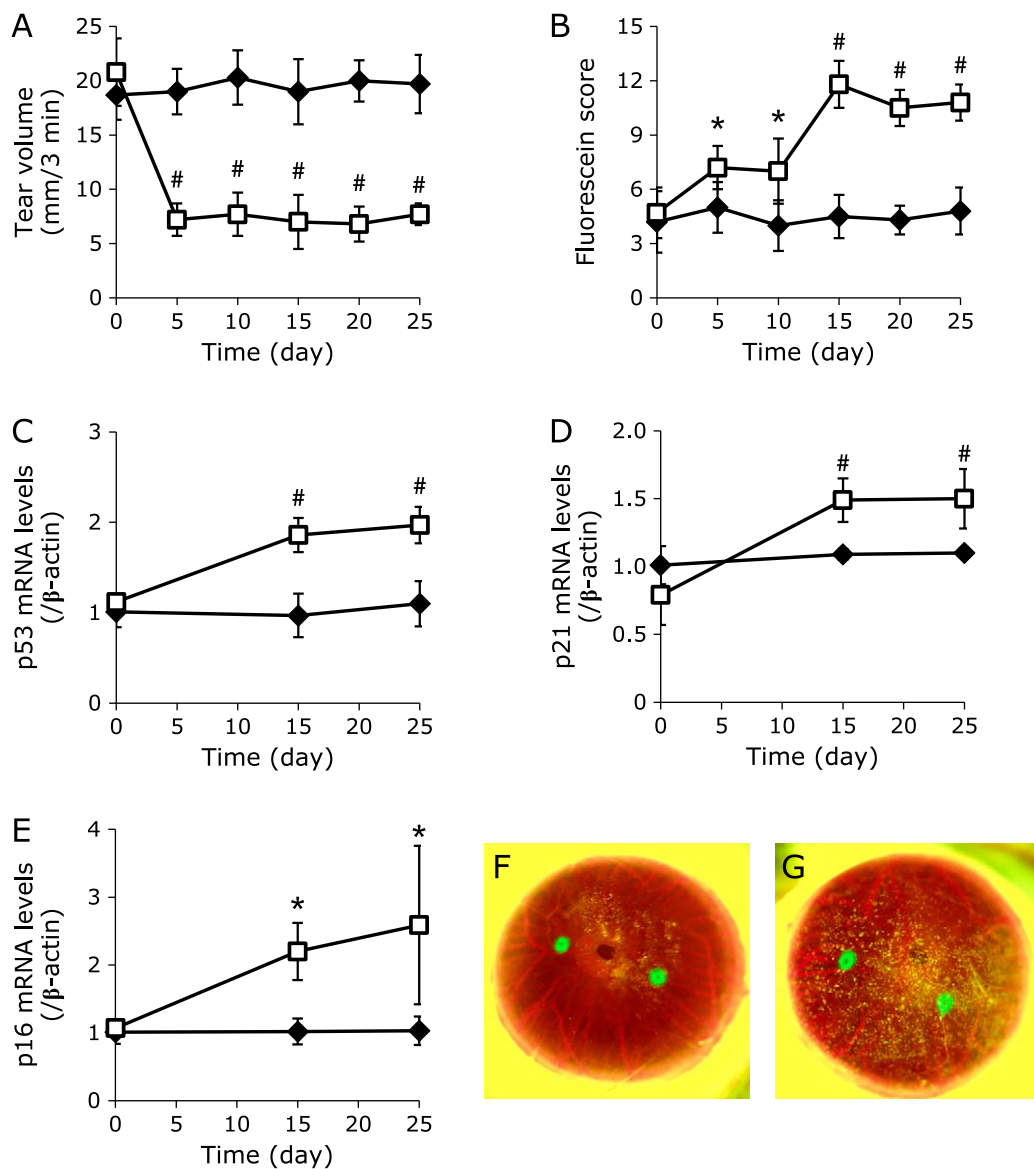 A
Tear volume
(mm/3 min)
25
20
15
10
5
0
# # # # #
0 5 10 15 20 25
Time (day)
B
Fluorescein score
15
12
9
6
3
0
* * # # #
0 5 10 15 20 25
Time (day)
C
p53 mRNA levels
(/β-actin)
3
2
1
0
# #
0 5 10 15 20 25
Time (day)
D
p21 mRNA levels
(/β-actin)
2.0
1.5
1.0
0.5
0
# #
0 5 10 15 20 25
Time (day)
E
p16 mRNA levels
(/β-actin)
4
3
2
1
0
* *
0 5 10 15 20 25
Time (day)
F
G